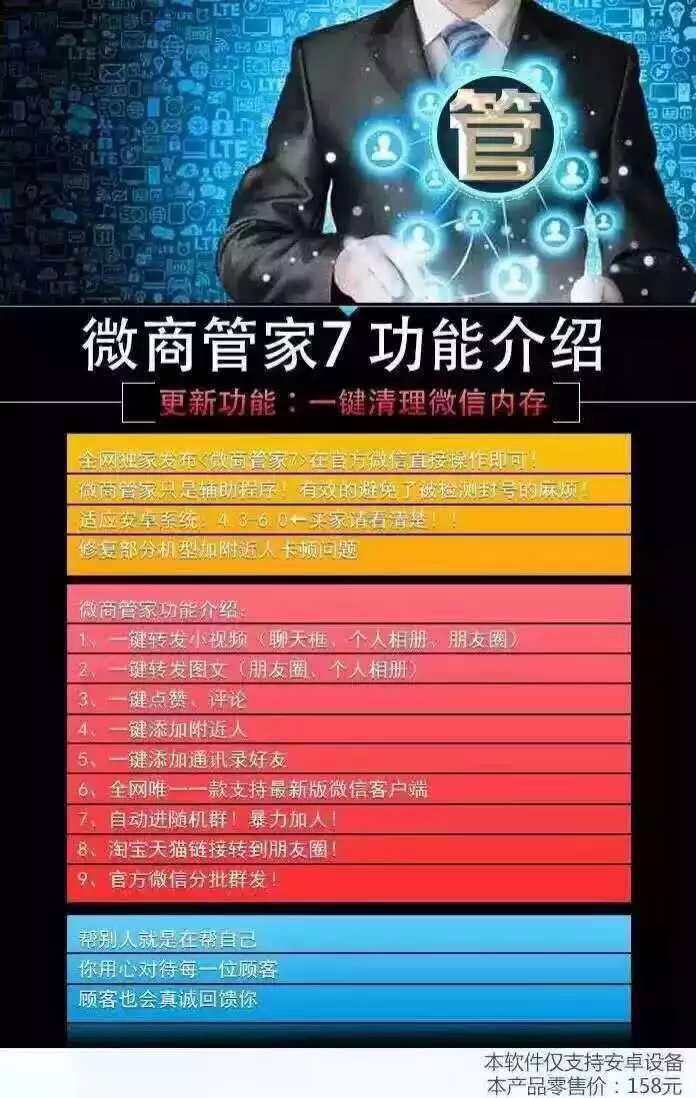 管
微商管家7 功能介绍
更新功能：一键清理微信内存
全网独家发布<微商管家7>在官方微信直接操作即可！
微商管家只是辅助程序！有效的避免了被检测封号的麻烦！
适应安卓系统：4.3-6.0←买家请看清是！！
修复部分机型加附近人卡顿问题
微商管家功能介绍：
1、一键转发小视频（聊天框、个人相册、朋友圈）
2、一键转发图文（朋友圈、个人相册）
3、一键点赞、评论
4、一键添加附近人
5、一键添加通讯录好友
6、全网唯一一款支持最新版微信客户端
7、自动进随机群！暴力加人！
8、淘宝天猫链接转到朋友圈！
9、官方微信分批群发！
帮别人就是在帮自己
你用心对待每一位顾客
顾客也会真诚回馈你
本软件仅支持安卓设备
本产品零售价：158元